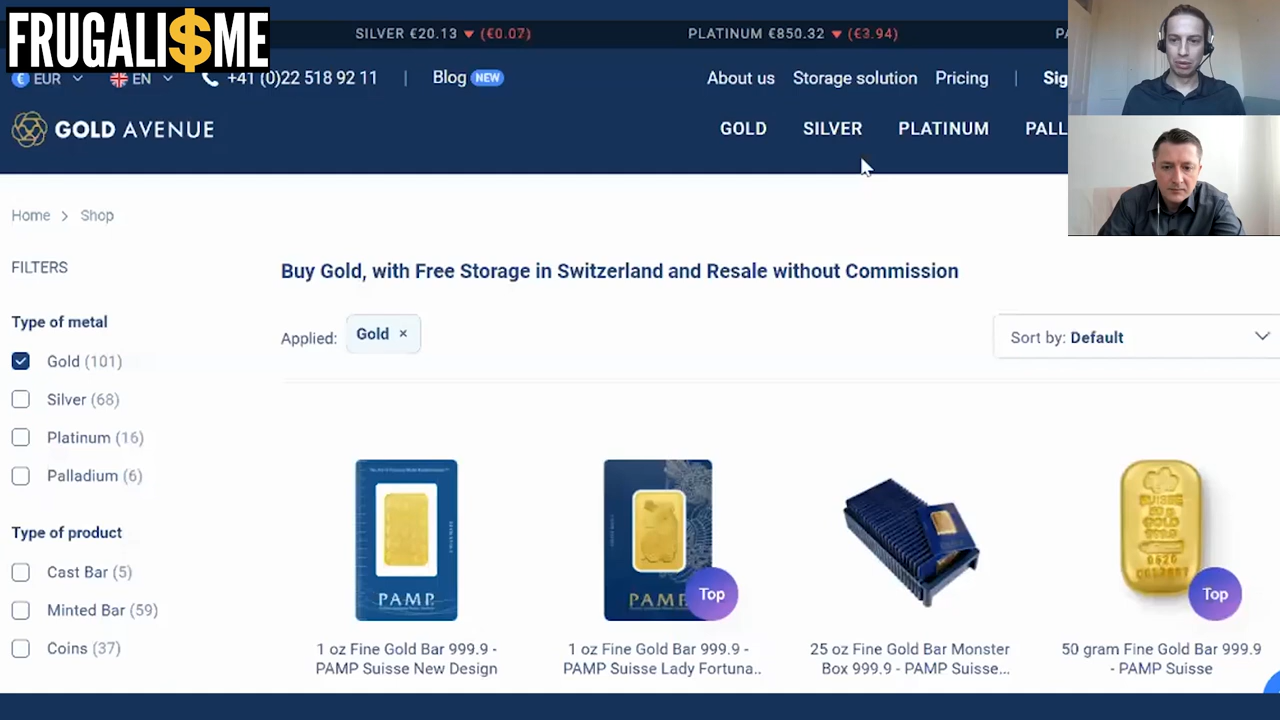 FRUGALI$ME
SILVER €20.13 (€0.07)
PLATINUM €850.32 (€3.94)
EUR
EN
+41 (0)22 518 92 11
|
Blog NEW
About us
Storage solution
Pricing
|
GOLD AVENUE
GOLD
SILVER
PLATINUM
Home > Shop
FILTERS
Type of metal
Gold (101)
Silver (68)
Platinum (16)
Palladium (6)
Type of product
Cast Bar (5)
Minted Bar (59)
Coins (37)
Buy Gold, with Free Storage in Switzerland and Resale without Commission
Applied: Gold ×
Sort by: Default
PAMP
PAMP
Top
SUISSE
50 g
GOLD
999.9
Top
1 oz Fine Gold Bar 999.9 -
PAMP Suisse New Design
1 oz Fine Gold Bar 999.9 -
PAMP Suisse Lady Fortuna..
25 oz Fine Gold Bar Monster
Box 999.9 - PAMP Suisse...
50 gram Fine Gold Bar 999.9
- PAMP Suisse